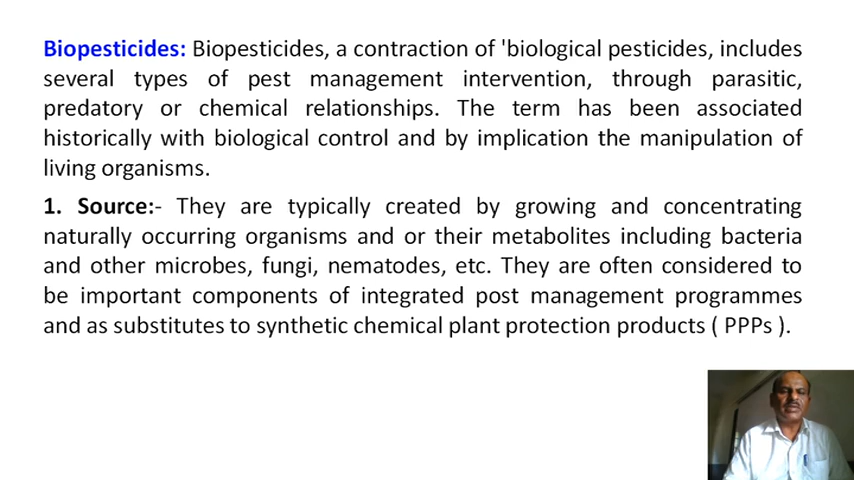 Biopesticides: Biopesticides, a contraction of 'biological pesticides, includes
several types of pest management intervention, through parasitic,
predatory or chemical relationships. The term has been associated
historically with biological control and by implication the manipulation of
living organisms.
1. Source:- They are typically created by growing and concentrating
naturally occurring organisms and or their metabolites including bacteria
and other microbes, fungi, nematodes, etc. They are often considered to
be important components of integrated post management programmes
and as substitutes to synthetic chemical plant protection products ( PPPs ).